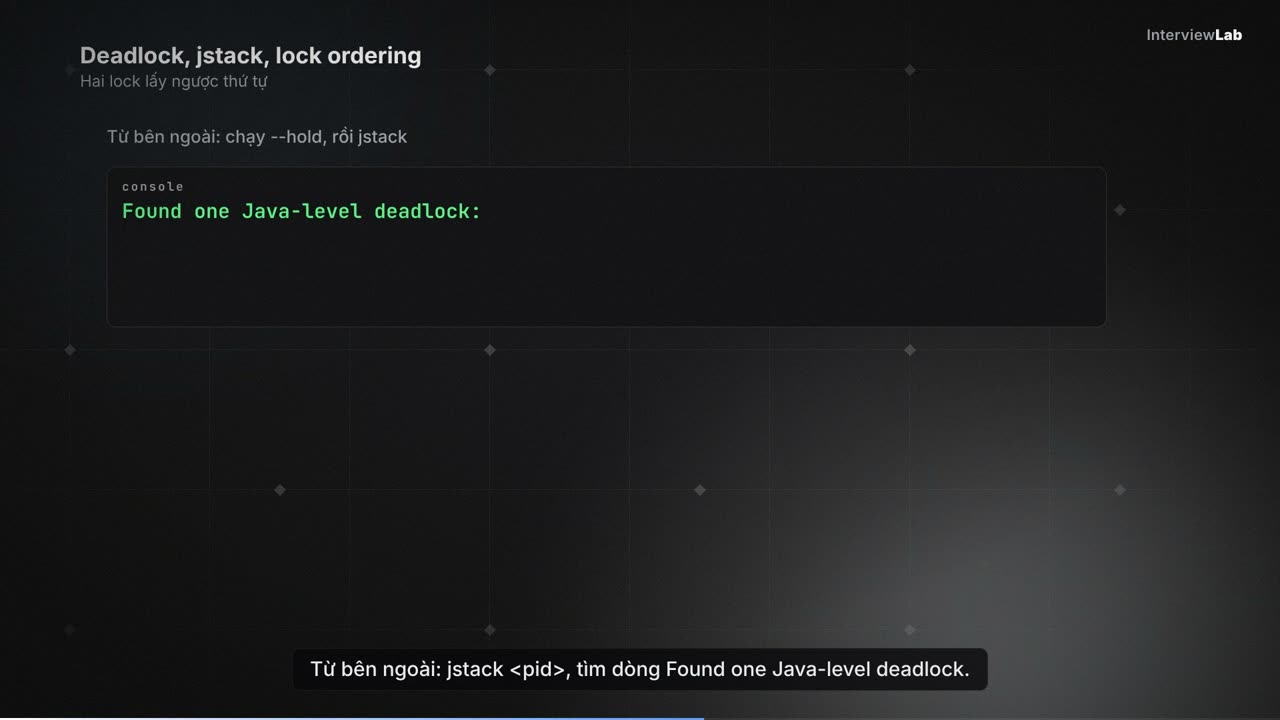 InterviewLab
Deadlock, jstack, lock ordering
Hai lock lấy ngược thứ tự
Từ bên ngoài: chạy --hold, rồi jstack
console
Found one Java-level deadlock:
Từ bên ngoài: jstack <pid>, tìm dòng Found one Java-level deadlock.